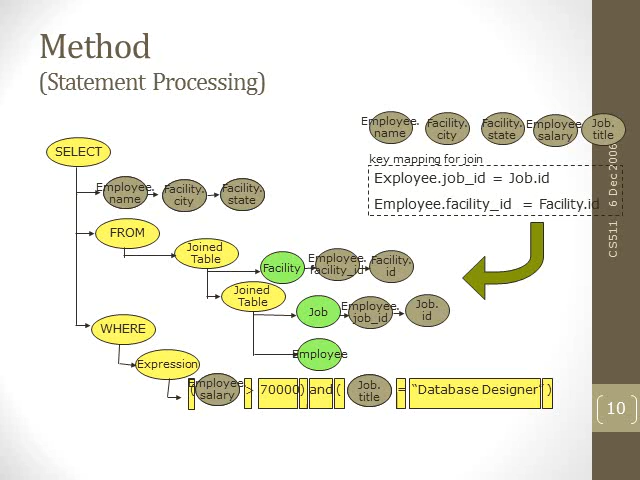 Method
(Statement Processing)
Employee.
name
Facility.
city
Facility.
state
Employee.
salary
Job.
title
key mapping for join
Exployee.job_id = Job.id
Employee.facility_id = Facility.id
SELECT
Employee.
name
Facility.
city
Facility.
state
FROM
Joined
Table
Facility
Employee.
facility_id
Facility.
id
Joined
Table
Job
Employee.
job_id
Job.
id
Employee
WHERE
Expression
( Employee.
salary > 70000) and ( Job.
title = “Database Designer” )
CS511 6 Dec 2006
10